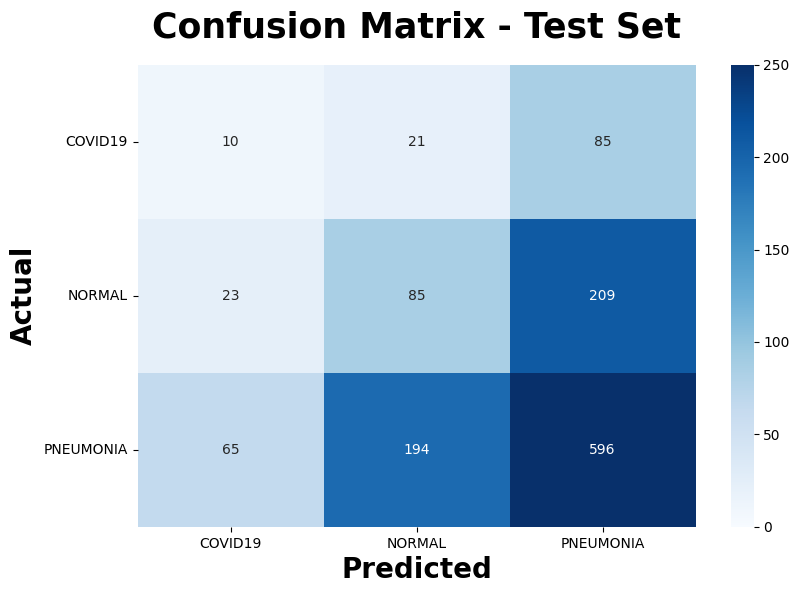 Confusion Matrix - Test Set
COVID19 10 21 85
NORMAL 23 85 209
PNEUMONIA 65 194 596
COVID19 NORMAL PNEUMONIA
Predicted
Actual
250
200
150
100
50
0